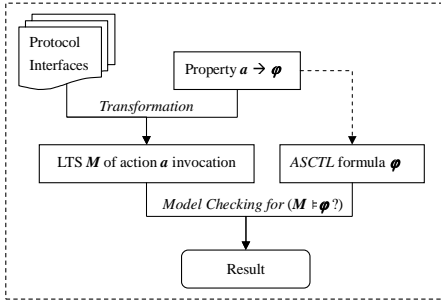 Protocol
Interfaces
Property a → φ
Transformation
LTS M of action a invocation
ASCTL formula φ
Model Checking for (M ⊧ φ?)
Result